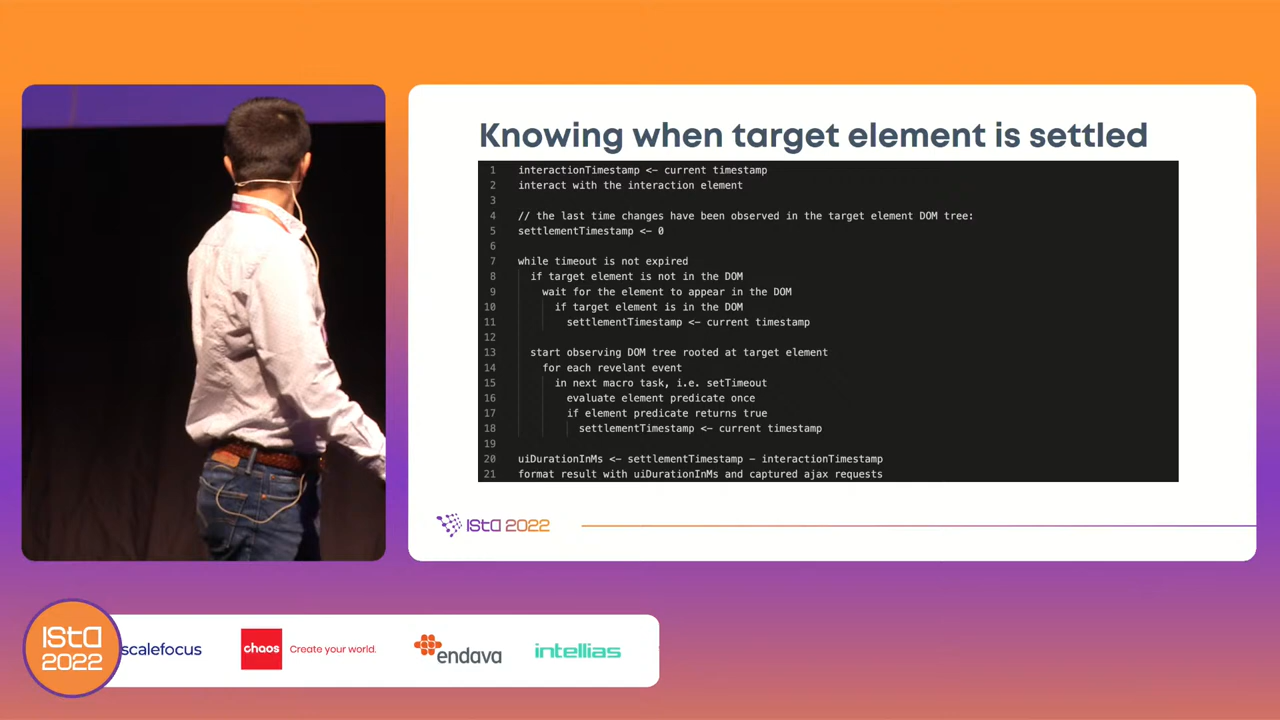 Knowing when target element is settled
1 interactionTimestamp <- current timestamp
2 interact with the interaction element
3
4 // the last time changes have been observed in the target element DOM tree:
5 settlementTimestamp <- 0
6
7 while timeout is not expired
8 if target element is not in the DOM
9 wait for the element to appear in the DOM
10 if target element is in the DOM
11 settlementTimestamp <- current timestamp
12
13 start observing DOM tree rooted at target element
14 for each revelant event
15 in next macro task, i.e. setTimeout
16 evaluate element predicate once
17 if element predicate returns true
18 settlementTimestamp <- current timestamp
19
20 uiDurationInMs <- settlementTimestamp - interactionTimestamp
21 format result with uiDurationInMs and captured ajax requests
ISTA 2022
ISTA
2022
scalefocus
chaos Create your world.
endava
intellias